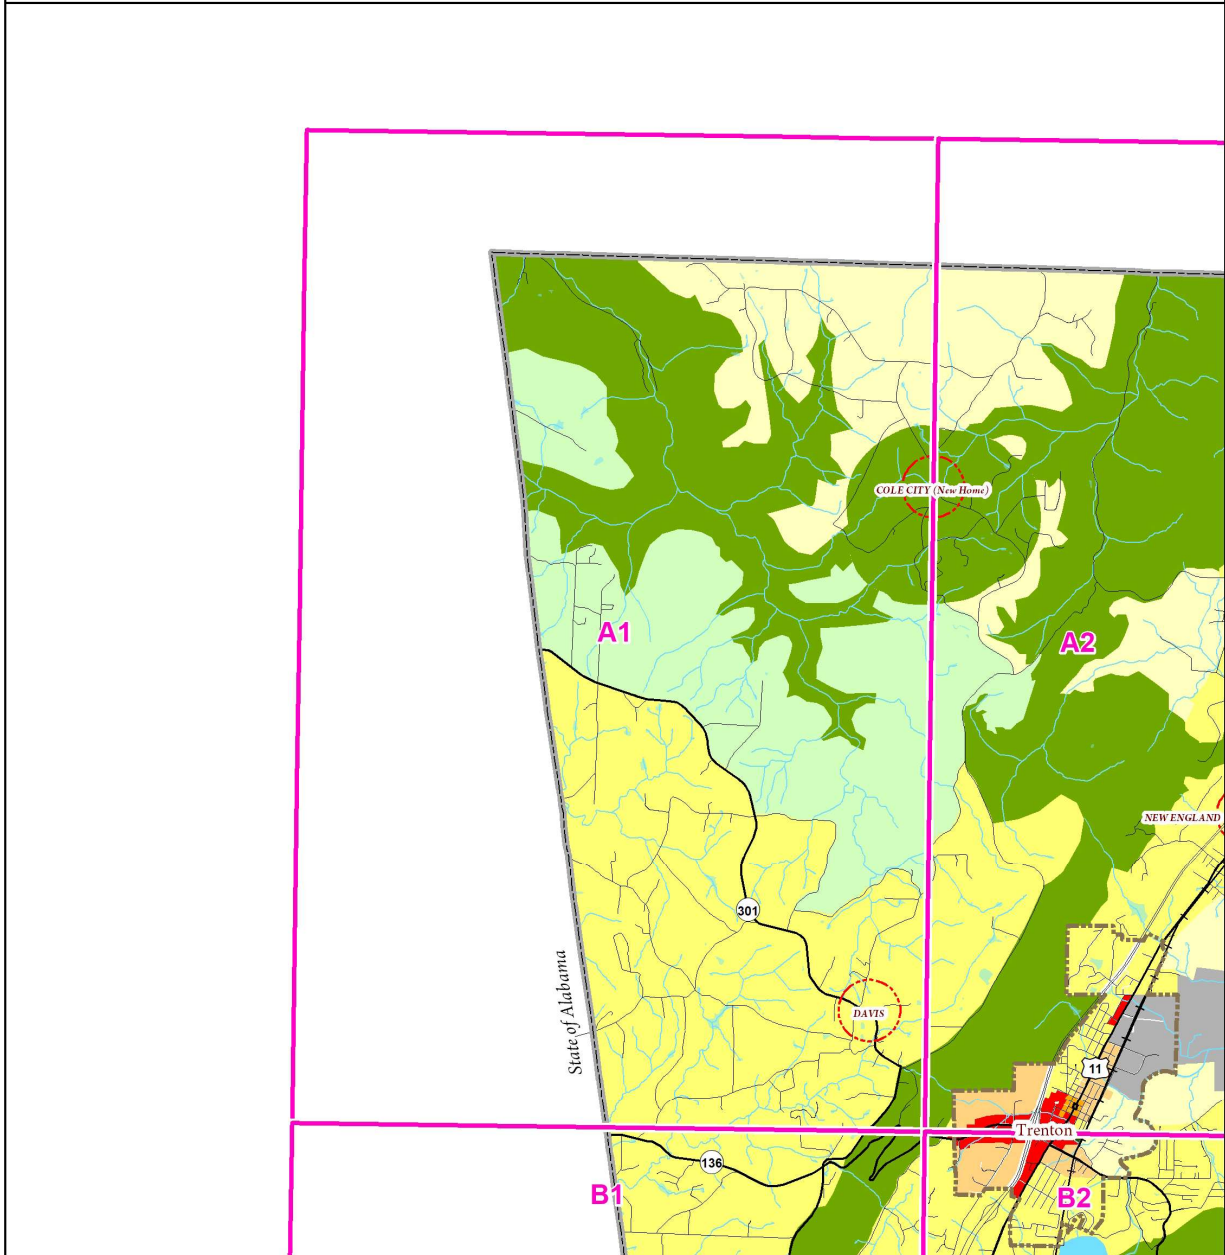 COLE CITY (New Home)
A1
A2
NEW ENGLAND
301
State of Alabama
DAVIS
11
Trenton
136
B1
B2